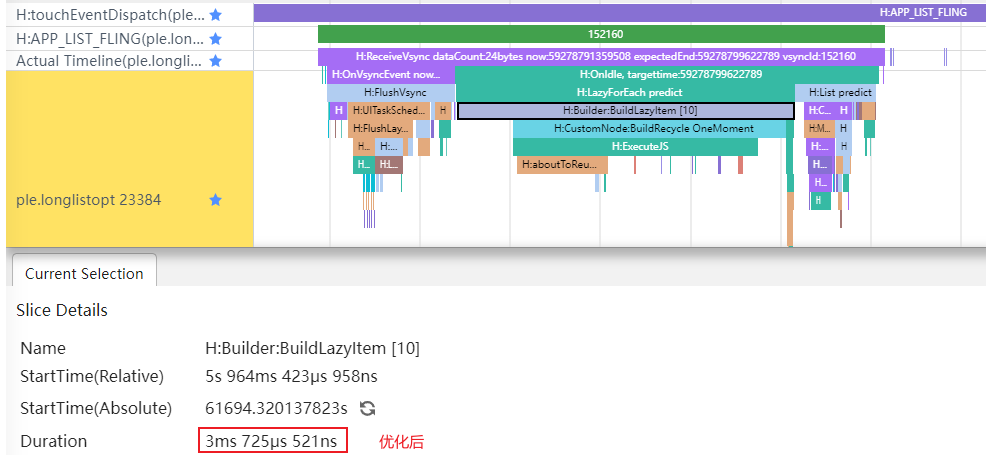 H:touchEventDispatch(ple...
H:APP_LIST_FLING
H:APP_LIST_FLING(ple.lon...
152160
Actual Timeline(ple.longli...
H:ReceiveVsync dataCount:24bytes now:59278791359508 expectedEnd:59278799622789 vsyncId:152160
H:OnVsyncEvent now...
H:OnIdle, targettime:59278799622789
H:FlushVsync
H:LazyForEach predict
H:List predict
H
H:UITaskSched...
H
H:Builder:BuildLazyItem [10]
H:C...
H
H:FlushLay...
H:CustomNode:BuildRecycle OneMoment
H:M...
H
H...
H:...
H:ExecuteJS
H:...
H
H...
H:...
H:aboutToReu...
H...
H...
ple.longlistopt 23384
H
Current Selection
Slice Details
Name H:Builder:BuildLazyItem [10]
StartTime(Relative) 5s 964ms 423μs 958ns
StartTime(Absolute) 61694.320137823s
Duration 3ms 725μs 521ns 优化后